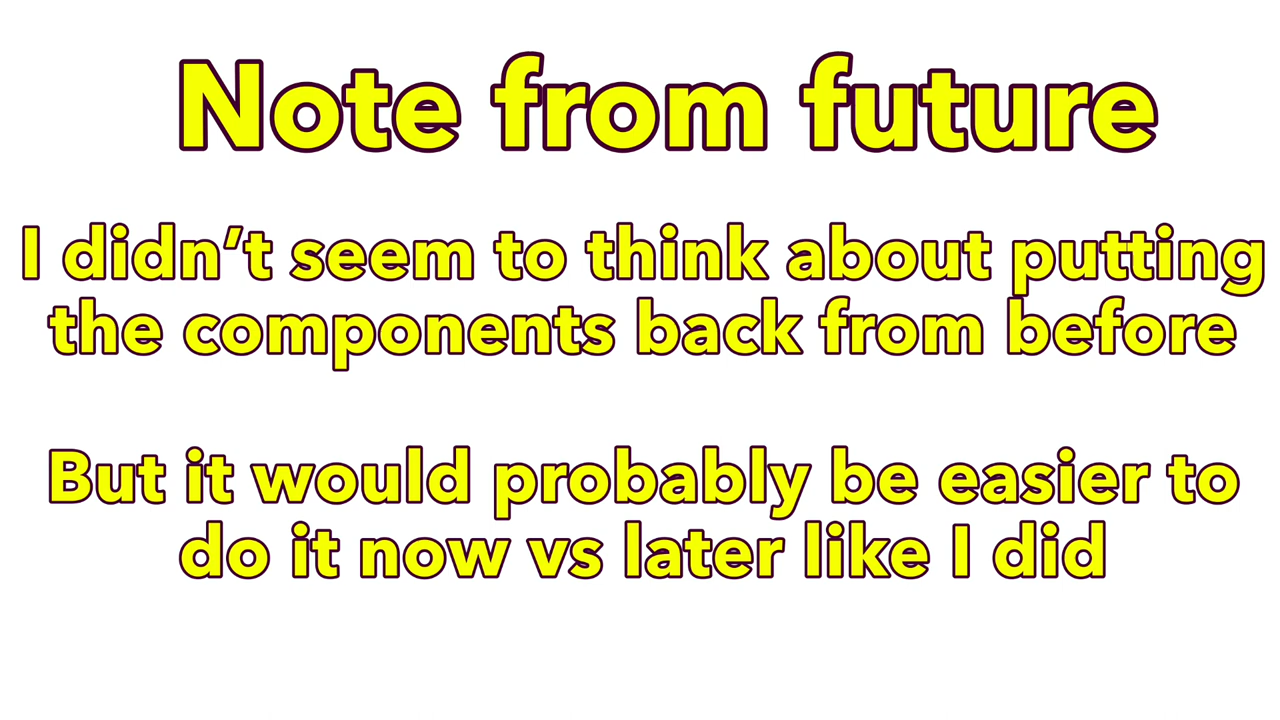 Note from future
I didn’t seem to think about putting
the components back from before
But it would probably be easier to
do it now vs later like I did